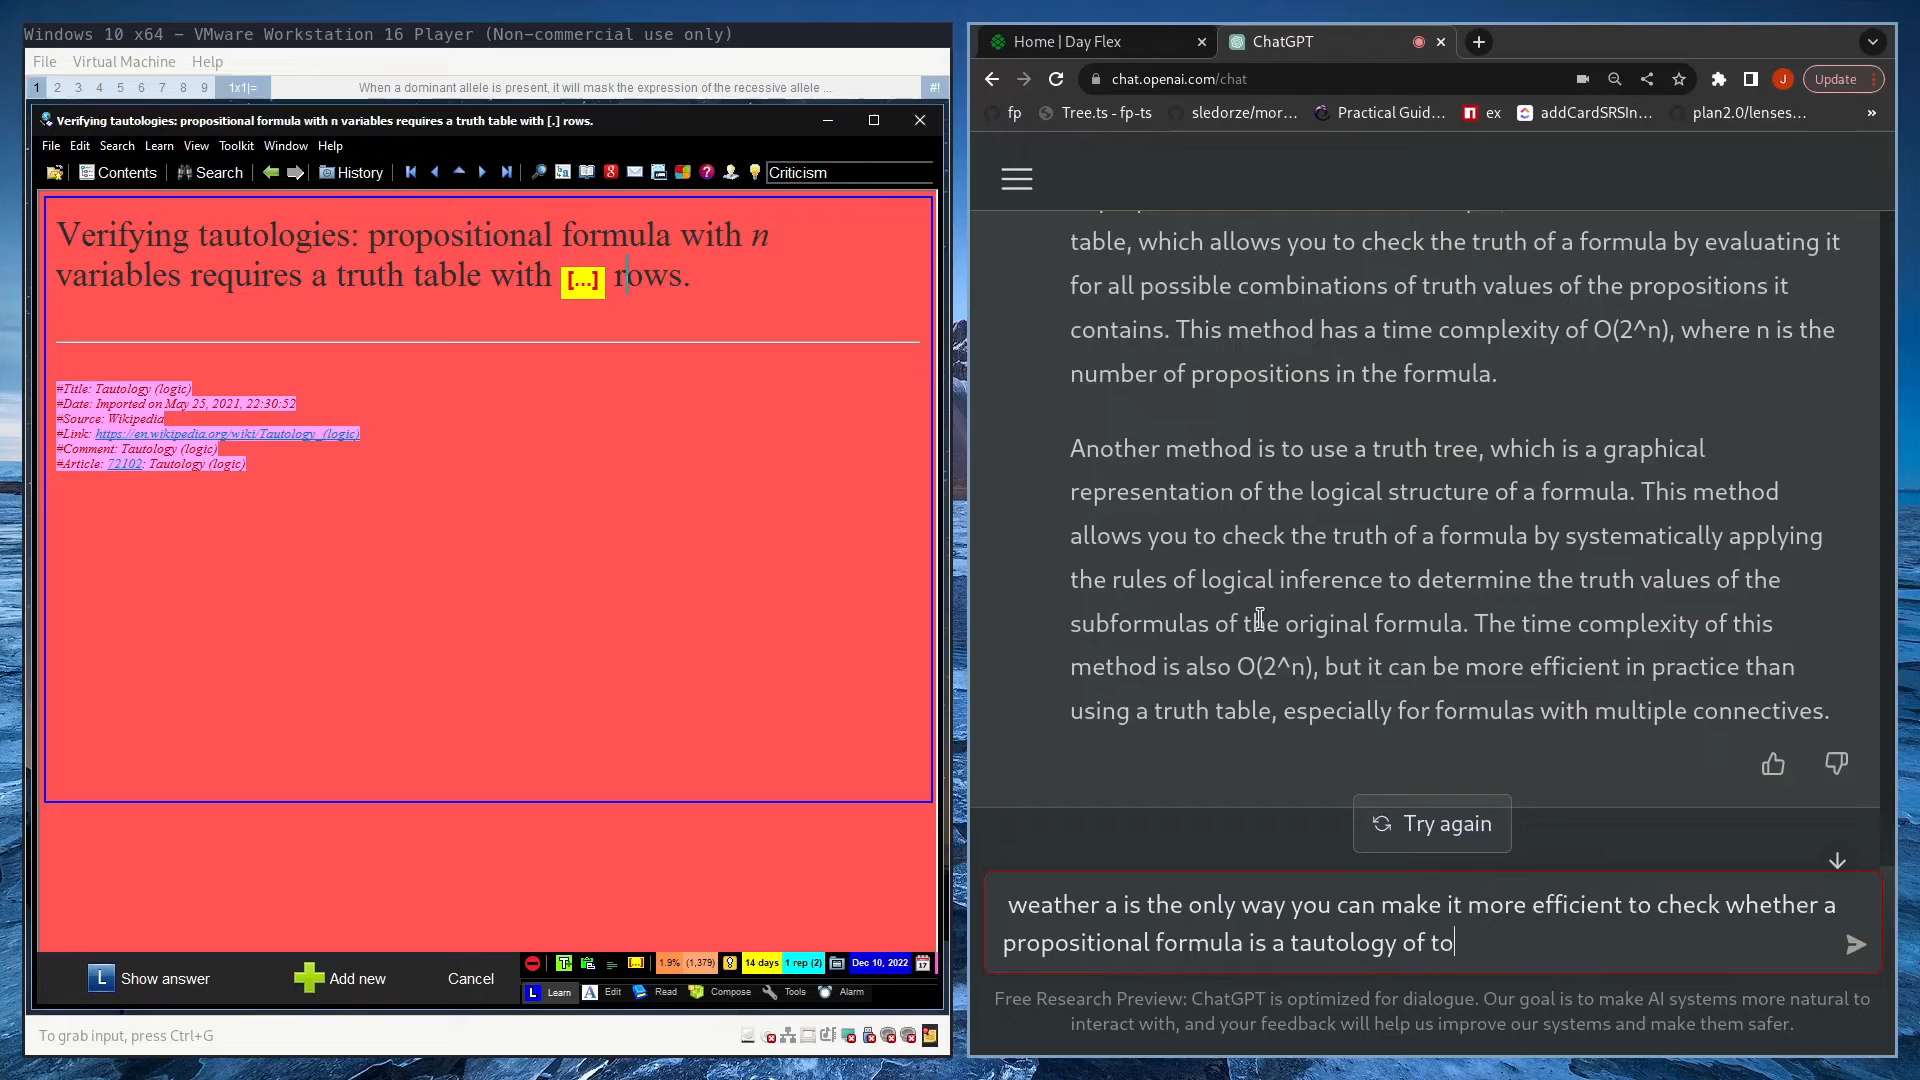 Windows 10 x64 – VMware Workstation 16 Player (Non-commercial use only)
File Virtual Machine Help
1 2 3 4 5 6 7 8 9 1x1|= When a dominant allele is present, it will mask the expression of the recessive allele ... #!
Verifying tautologies: propositional formula with n variables requires a truth table with [.] rows.
File Edit Search Learn View Toolkit Window Help
Contents Search History Criticism
Verifying tautologies: propositional formula with n
variables requires a truth table with [...] rows.
#Title: Tautology (logic)
#Date: Imported on May 25, 2021, 22:30:52
#Source: Wikipedia
#Link: https://en.wikipedia.org/wiki/Tautology_(logic)
#Comment: Tautology (logic)
#Article: 72102: Tautology (logic)
L Show answer Add new Cancel
1.9% (1,379) 14 days 1 rep (2) Dec 10, 2022 17
L Learn A Edit Read Compose Tools Alarm
To grab input, press Ctrl+G
Home | Day Flex ChatGPT
chat.openai.com/chat J Update
fp Tree.ts - fp-ts sledorze/mor... Practical Guid... ex addCardSRSIn... plan2.0/lenses... »
table, which allows you to check the truth of a formula by evaluating it
for all possible combinations of truth values of the propositions it
contains. This method has a time complexity of O(2^n), where n is the
number of propositions in the formula.
Another method is to use a truth tree, which is a graphical
representation of the logical structure of a formula. This method
allows you to check the truth of a formula by systematically applying
the rules of logical inference to determine the truth values of the
subformulas of the original formula. The time complexity of this
method is also O(2^n), but it can be more efficient in practice than
using a truth table, especially for formulas with multiple connectives.
Try again
weather a is the only way you can make it more efficient to check whether a
propositional formula is a tautology of to
Free Research Preview: ChatGPT is optimized for dialogue. Our goal is to make AI systems more natural to
interact with, and your feedback will help us improve our systems and make them safer.